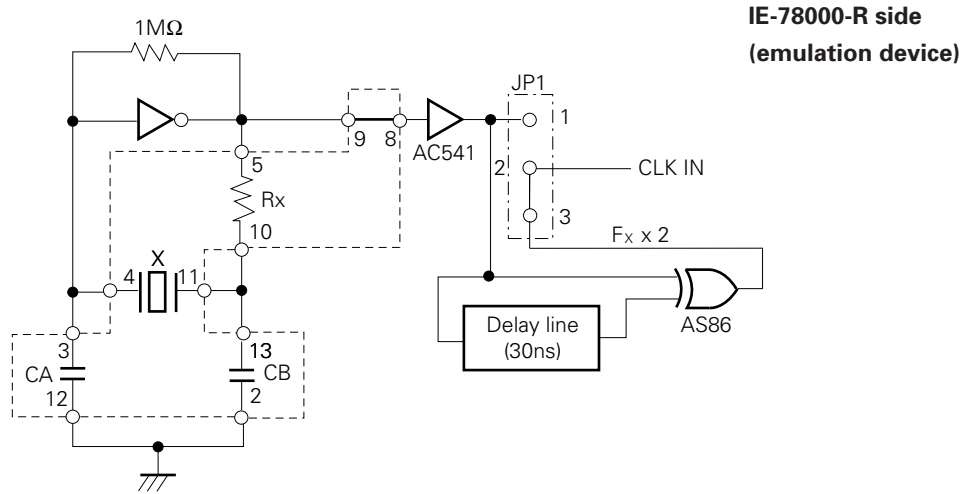 IE-78000-R side
(emulation device)
1MΩ
JP1
1
9
8
AC541
5
2
CLK IN
Rx
3
10
FX x 2
X
4
11
AS86
Delay line
(30ns)
3
13
CA
CB
12
2